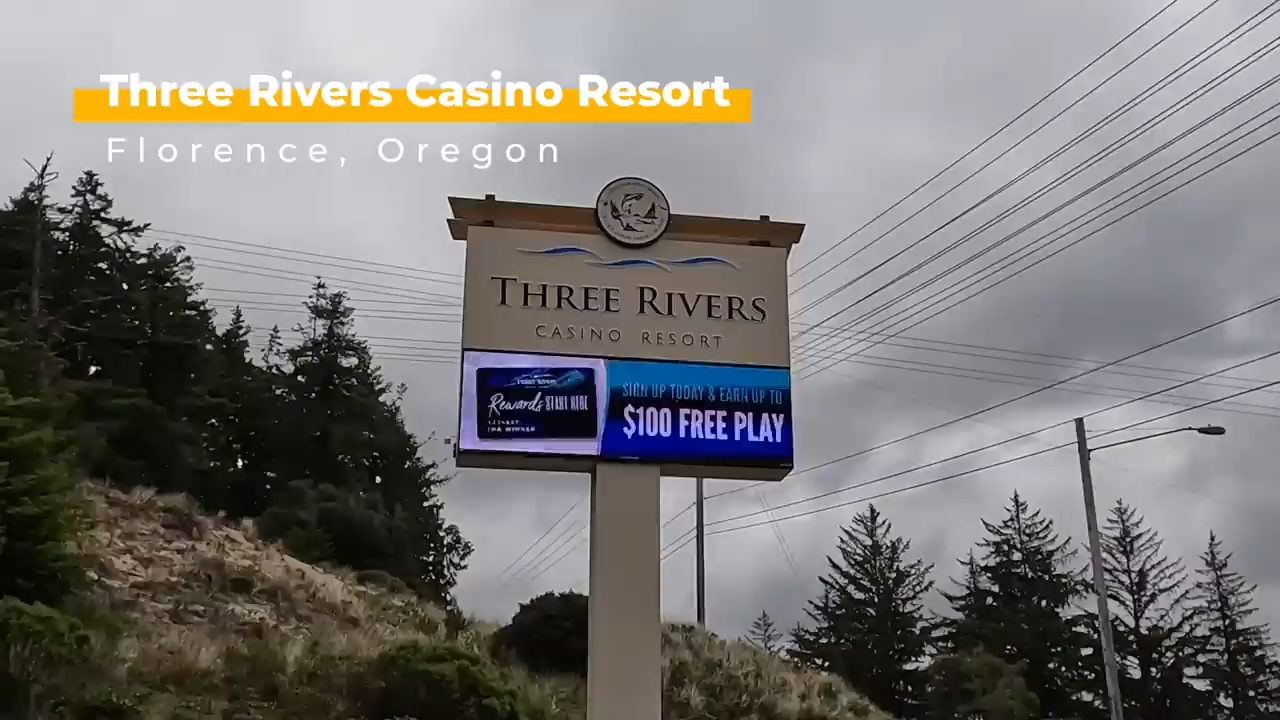 Three Rivers Casino Resort
Florence, Oregon
THREE RIVERS
CASINO RESORT
Rewards START HERE
SIGN UP TODAY & EARN UP TO
$100 FREE PLAY